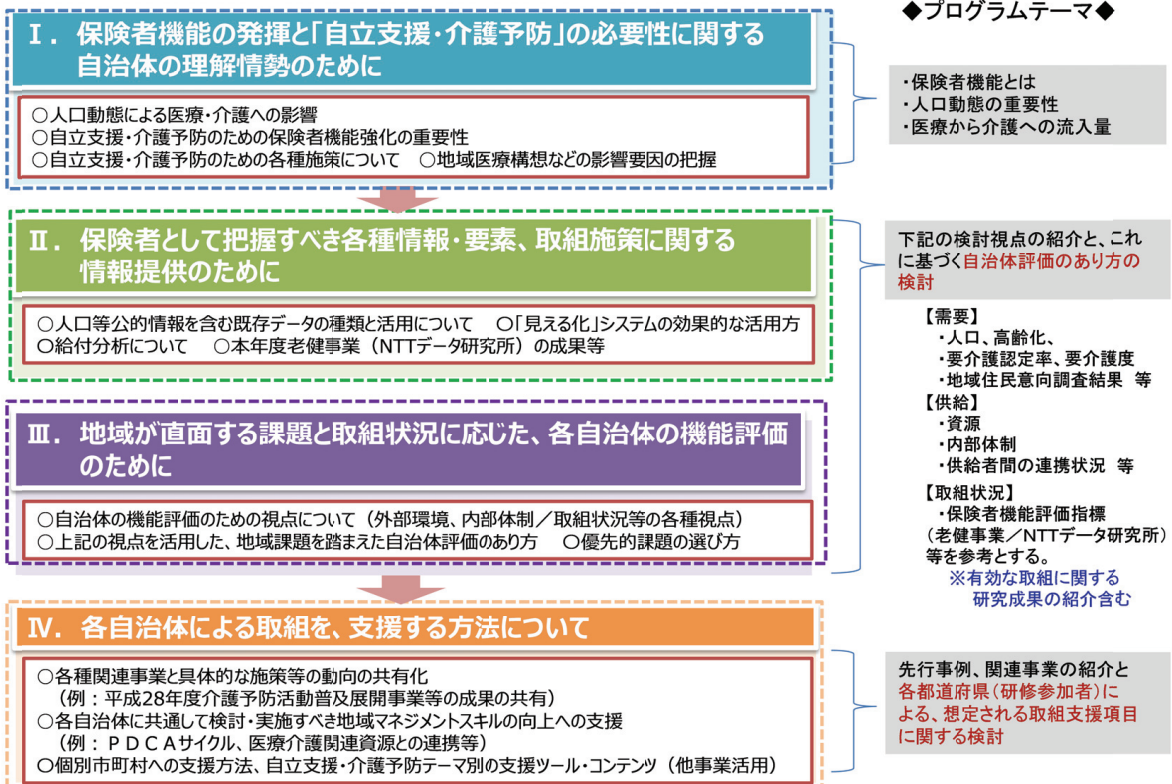 Ⅰ．保険者機能の発揮と「自立支援・介護予防」の必要性に関する
自治体の理解情勢のために
○人口動態による医療・介護への影響
○自立支援・介護予防のための保険者機能強化の重要性
○自立支援・介護予防のための各種施策について　○地域医療構想などの影響要因の把握
Ⅱ．保険者として把握すべき各種情報・要素、取組施策に関する
情報提供のために
○人口等公的情報を含む既存データの種類と活用について　○「見える化」システムの効果的な活用方
○給付分析について　○本年度老健事業（NTTデータ研究所）の成果等
Ⅲ．地域が直面する課題と取組状況に応じた、各自治体の機能評価
のために
○自治体の機能評価のための視点について（外部環境、内部体制／取組状況等の各種視点）
○上記の視点を活用した、地域課題を踏まえた自治体評価のあり方　○優先的課題の選び方
Ⅳ．各自治体による取組を、支援する方法について
○各種関連事業と具体的な施策等の動向の共有化
（例：平成28年度介護予防活動普及展開事業等の成果の共有）
○各自治体に共通して検討・実施すべき地域マネジメントスキルの向上への支援
（例：ＰＤＣＡサイクル、医療介護関連資源との連携等）
○個別市町村への支援方法、自立支援・介護予防テーマ別の支援ツール・コンテンツ（他事業活用）
◆プログラムテーマ◆
・保険者機能とは
・人口動態の重要性
・医療から介護への流入量
下記の検討視点の紹介と、これ
に基づく自治体評価のあり方の
検討
【需要】
・人口、高齢化、
・要介護認定率、要介護度
・地域住民意向調査結果 等
【供給】
・資源
・内部体制
・供給者間の連携状況 等
【取組状況】
・保険者機能評価指標
（老健事業／NTTデータ研究所）
等を参考とする。
※有効な取組に関する
研究成果の紹介含む
先行事例、関連事業の紹介と
各都道府県（研修参加者）に
よる、想定される取組支援項目
に関する検討